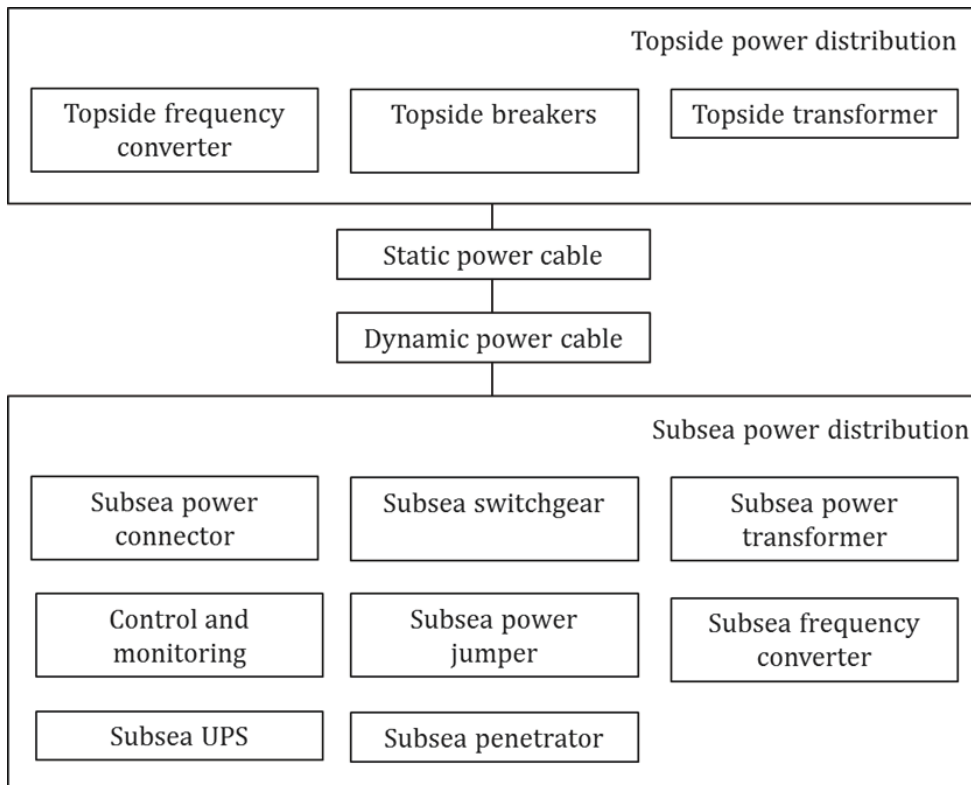 Topside power distribution
Topside frequency
converter
Topside breakers
Topside transformer
Static power cable
Dynamic power cable
Subsea power distribution
Subsea power
connector
Subsea switchgear
Subsea power
transformer
Control and
monitoring
Subsea power
jumper
Subsea frequency
converter
Subsea UPS
Subsea penetrator